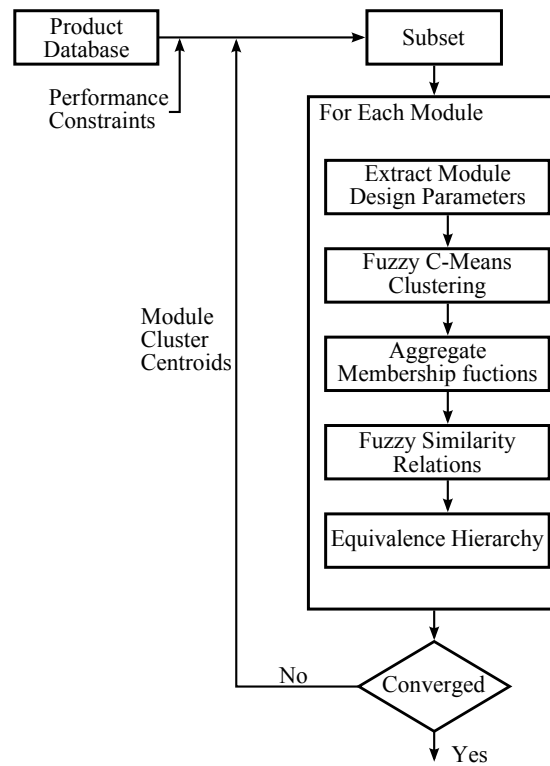 Product
Database
Subset
Performance
Constraints
For Each Module
Extract Module
Design Parameters
Fuzzy C-Means
Clustering
Module
Cluster
Centroids
Aggregate
Membership fuctions
Fuzzy Similarity
Relations
Equivalence Hierarchy
No
Converged
Yes